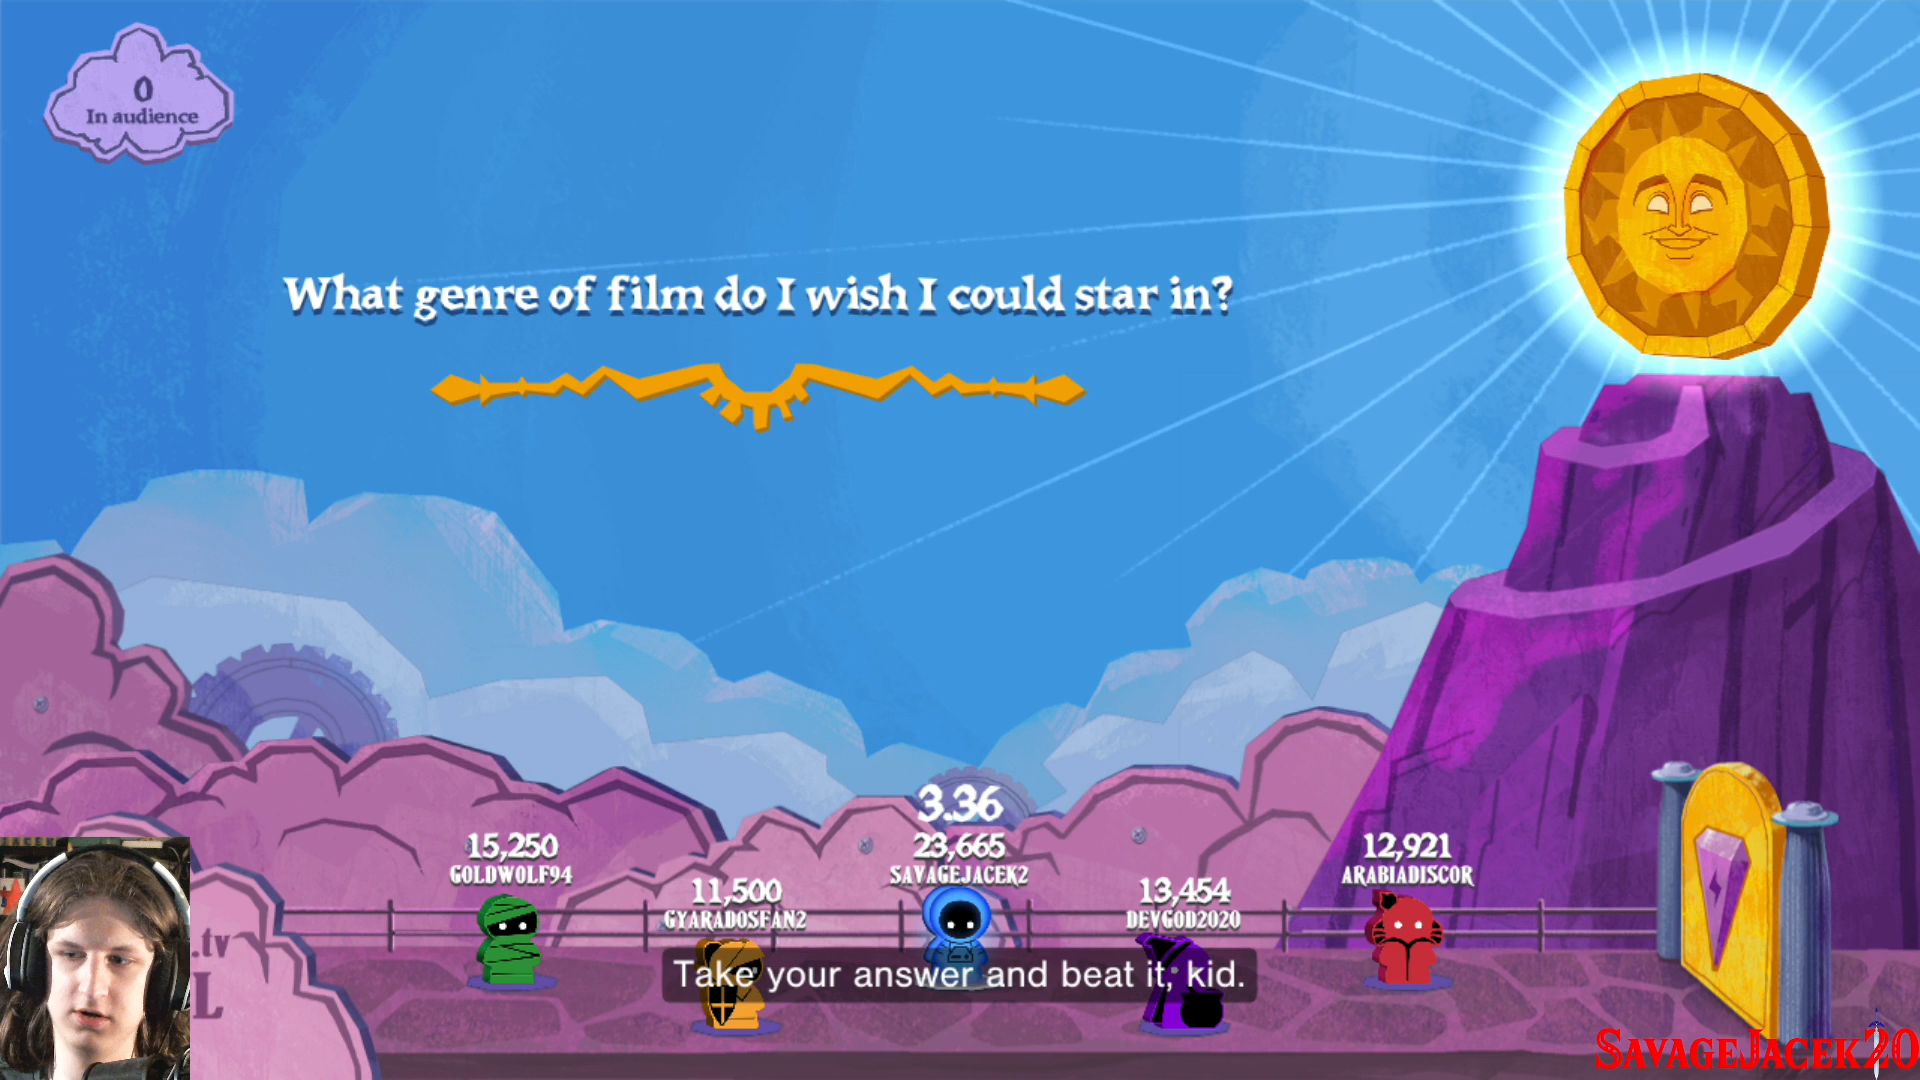 0
In audience
What genre of film do I wish I could star in?
3.36
15,250
GOLDWOLF94
11,500
GYARADOSFAN2
23,665
SAVAGEJACEK2
13,454
DEVGOD2020
12,921
ARABIADISCOR
.tv
L
Take your answer and beat it, kid.
SAVAGEJACEK20